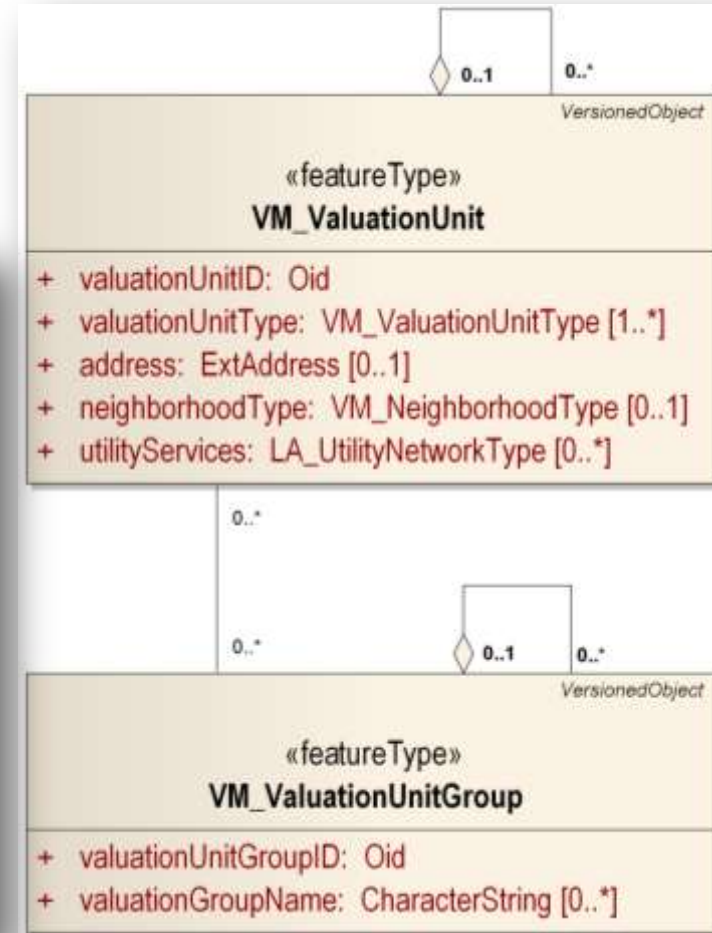 0..1 0..*
VersionedObject
«featureType»
VM_ValuationUnit
+ valuationUnitID: Oid
+ valuationUnitType: VM_ValuationUnitType [1..*]
+ address: ExtAddress [0..1]
+ neighborhoodType: VM_NeighborhoodType [0..1]
+ utilityServices: LA_UtilityNetworkType [0..*]
0..*
0..* 0..1 0..*
VersionedObject
«featureType»
VM_ValuationUnitGroup
+ valuationUnitGroupID: Oid
+ valuationGroupName: CharacterString [0..*]